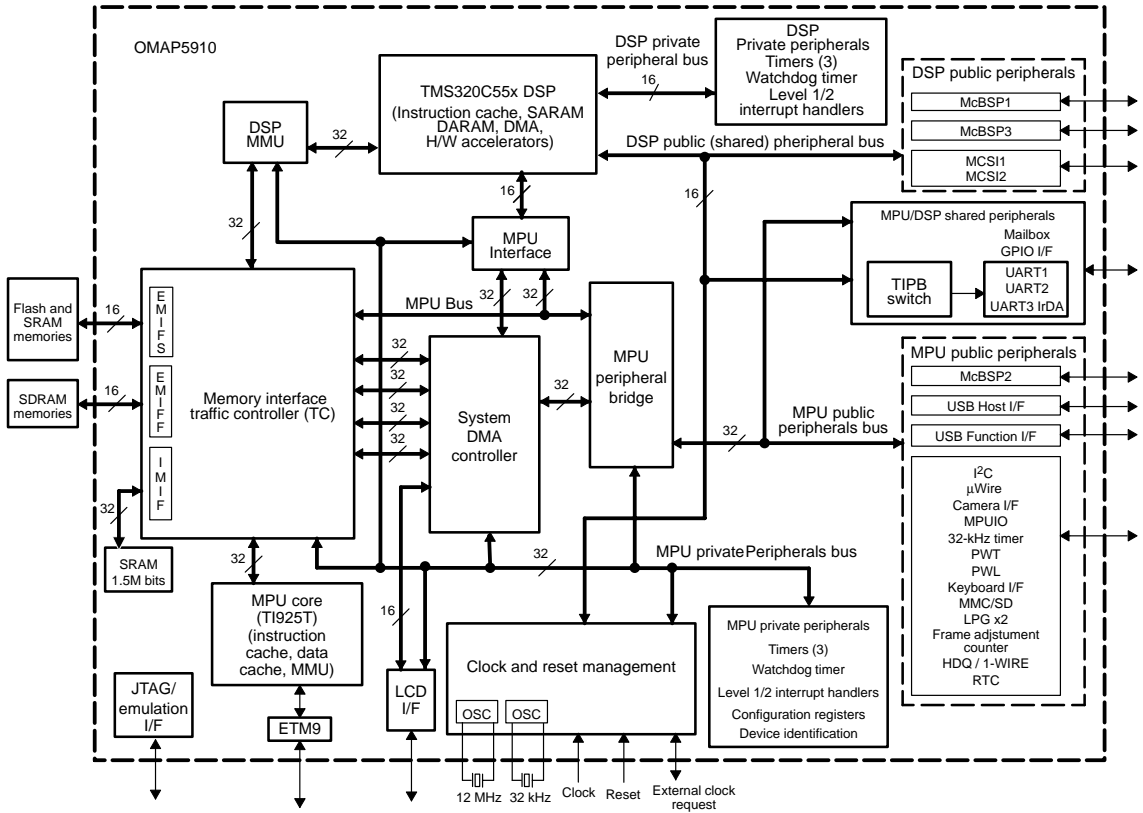 OMAP5910
DSP private
peripheral bus
16
DSP
Private peripherals
Timers (3)
Watchdog timer
Level 1/2
interrupt handlers
TMS320C55x DSP
(Instruction cache, SARAM
DARAM, DMA,
H/W accelerators)
DSP
MMU
32
DSP public (shared) pheripheral bus
16
DSP public peripherals
McBSP1
McBSP3
MCSI1
MCSI2
32
16
MPU
Interface
32
32
MPU/DSP shared peripherals
Mailbox
GPIO I/F
TIPB
switch
UART1
UART2
UART3 IrDA
Flash and
SRAM
memories
16
SDRAM
memories
16
EMIFS
EMIFF
IMIF
Memory interface
traffic controller (TC)
MPU Bus
32
32
32
32
System
DMA
controller
32
MPU
peripheral
bridge
32
MPU public
peripherals bus
MPU public peripherals
McBSP2
USB Host I/F
USB Function I/F
I2C
µWire
Camera I/F
MPUIO
32-kHz timer
PWT
PWL
Keyboard I/F
MMC/SD
LPG x2
Frame adjstument
counter
HDQ / 1-WIRE
RTC
32
SRAM
1.5M bits
32
32
MPU privatePeripherals bus
MPU core
(TI925T)
(instruction
cache, data
cache, MMU)
16
JTAG/
emulation
I/F
ETM9
LCD
I/F
Clock and reset management
OSC
OSC
12 MHz
32 kHz
Clock
Reset
External clock
request
MPU private peripherals
Timers (3)
Watchdog timer
Level 1/2 interrupt handlers
Configuration registers
Device identification